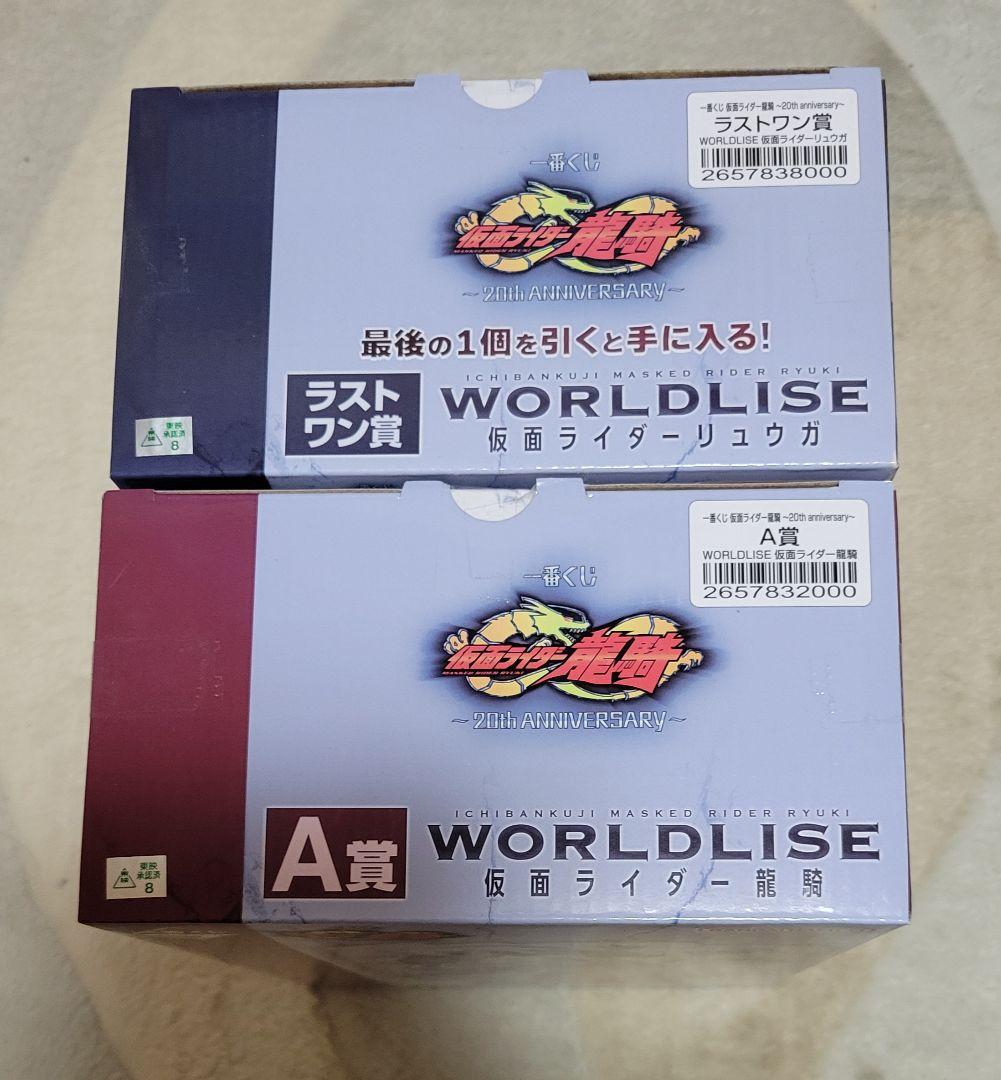 一番くじ 仮面ライダー龍騎 ~20th anniversary~
ラストワン賞
WORLDLISE 仮面ライダーリュウガ
2657838000
一番くじ
仮面ライダー龍騎
MASKED RIDER RYUKI
~20th ANNIVERSARY~
最後の1個を引くと手に入る!
ICHIBANKUJI MASKED RIDER RYUKI
ラスト
ワン賞
WORLDLISE
仮面ライダーリュウガ
東映
承認済
8
一番くじ 仮面ライダー龍騎 ~20th anniversary~
A賞
WORLDLISE 仮面ライダー龍騎
2657832000
一番くじ
仮面ライダー龍騎
MASKED RIDER RYUKI
~20th ANNIVERSARY~
ICHIBANKUJI MASKED RIDER RYUKI
A賞
WORLDLISE
仮面ライダー龍騎
東映
承認済
8